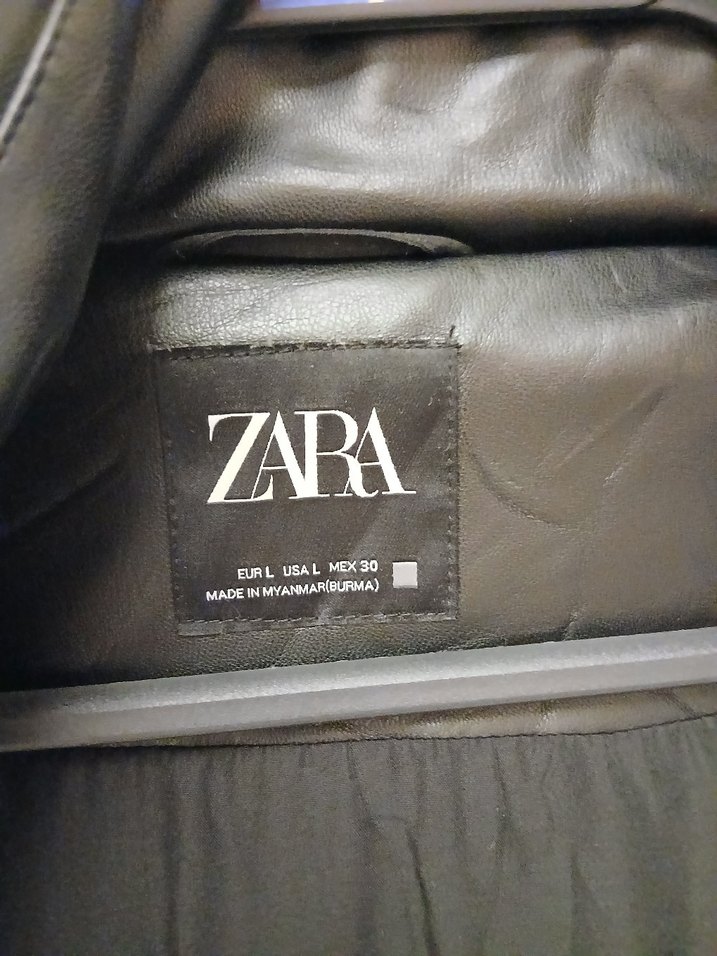 ZARA
EUR L USA L MEX 30
MADE IN MYANMAR(BURMA)